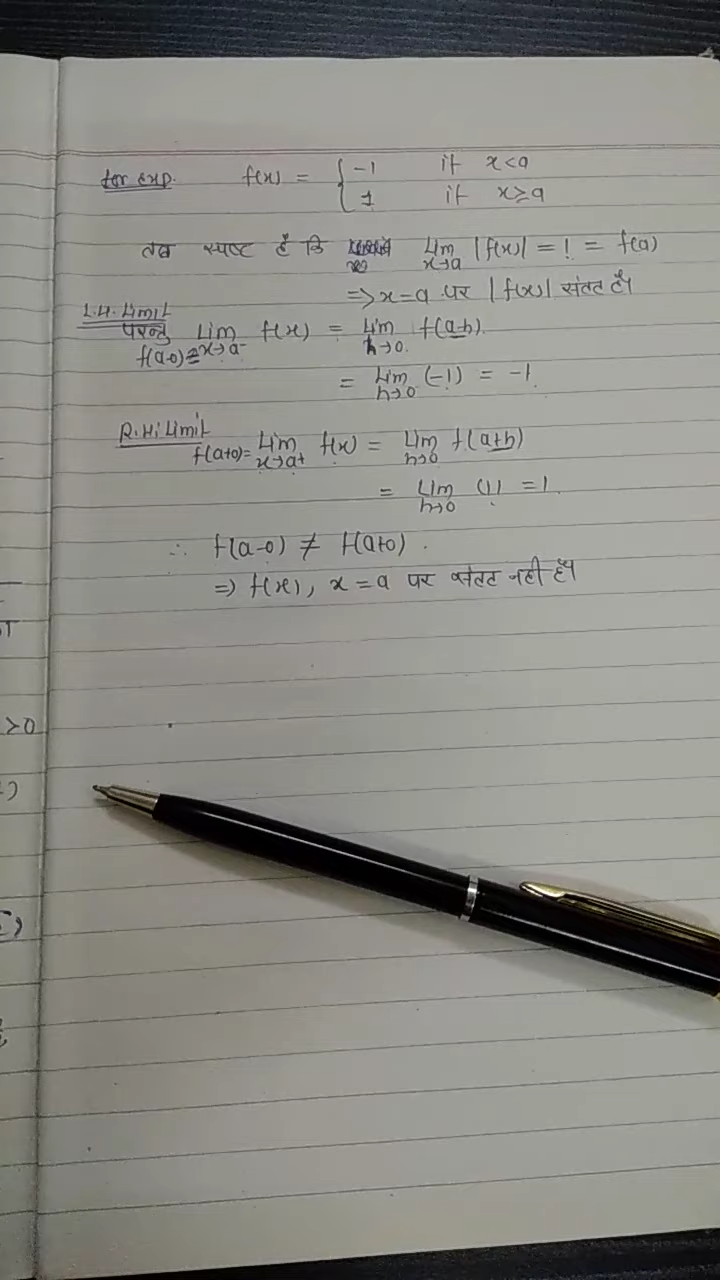 for exp. f(x) = { -1 if x<a
1 if x≥a
तब स्पष्ट है कि Lim x→a |f(x)| = 1 = f(a)
=> x=a पर |f(x)| संतत है।
L.H. Limit
परन्तु Lim x→a⁻ f(x) = Lim h→0 f(a-h).
f(a-0) =
= Lim h→0 (-1) = -1.
R.H. Limit
f(a+0) = Lim x→a+ f(x) = Lim h→0 f(a+h)
= Lim h→0 (1) = 1.
∴ f(a-0) ≠ f(a+0).
=> f(x), x=a पर संतत नही है।
>0